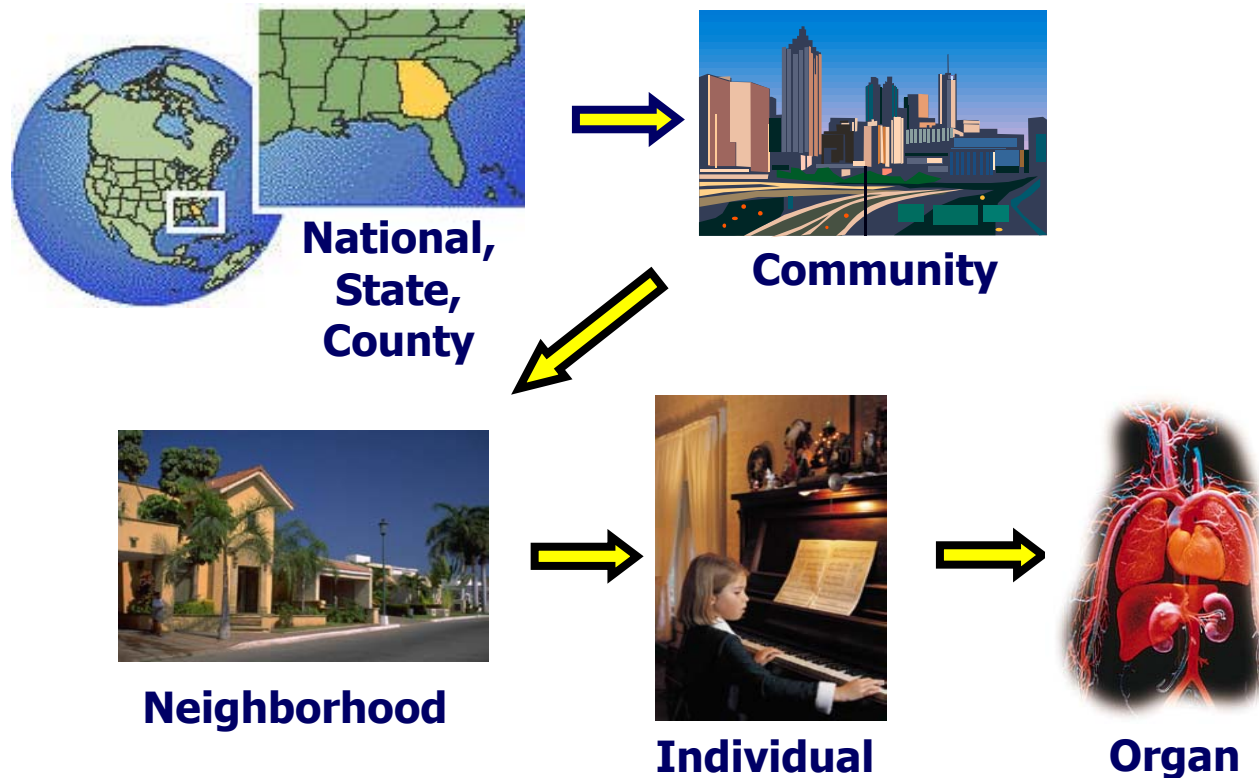 National,
State,
County
Community
Neighborhood
Individual
Organ